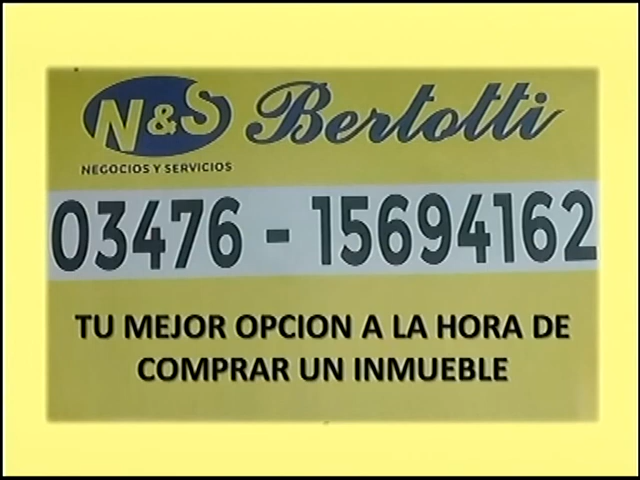 N&S Bertotti
NEGOCIOS Y SERVICIOS
03476 - 15694162
TU MEJOR OPCION A LA HORA DE
COMPRAR UN INMUEBLE